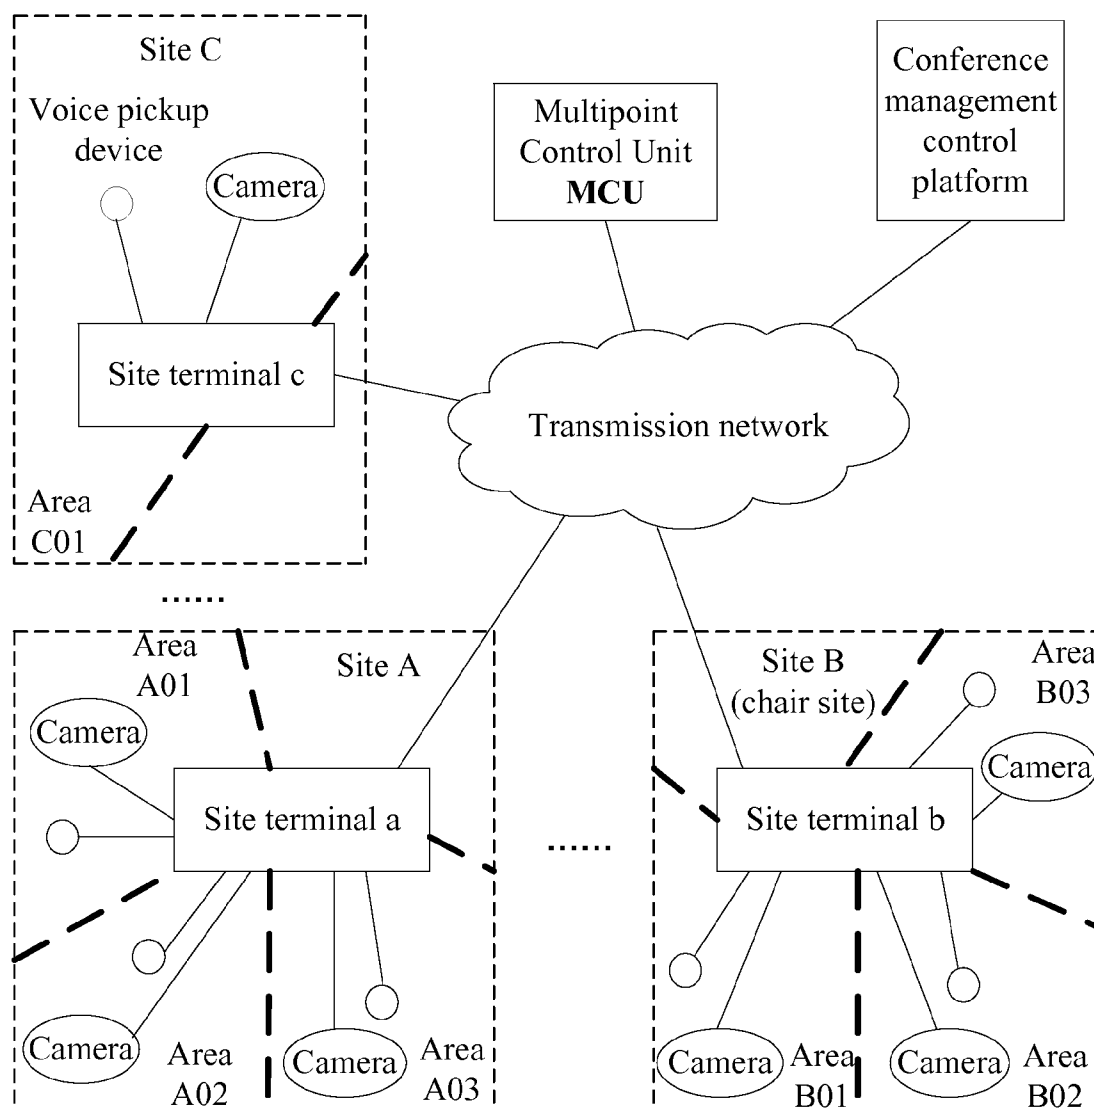 Site C
Voice pickup
device
Camera
Site terminal c
Area
C01
Multipoint
Control Unit
MCU
Conference
management
control
platform
Transmission network
......
Area
A01
Site A
Camera
Site terminal a
Camera
Area
A02
Camera
Area
A03
......
Site B
(chair site)
Area
B03
Camera
Site terminal b
Camera
Area
B01
Camera
Area
B02